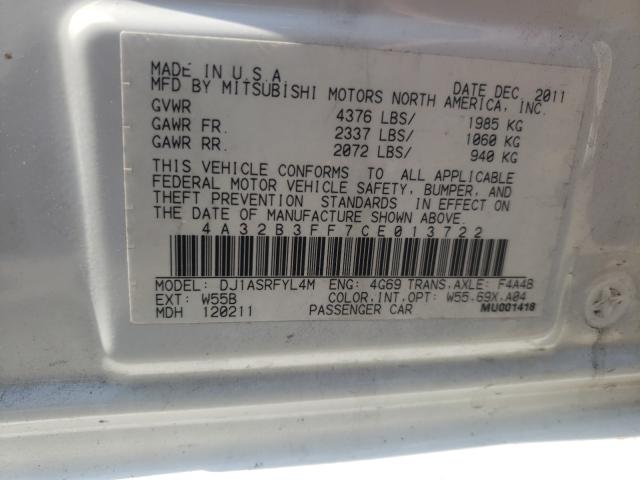 MADE IN U.S.A. DATE DEC. 2011
MFD BY MITSUBISHI MOTORS NORTH AMERICA, INC.
GVWR 4376 LBS/ 1985 KG
GAWR FR. 2337 LBS/ 1060 KG
GAWR RR. 2072 LBS/ 940 KG
THIS VEHICLE CONFORMS TO ALL APPLICABLE
FEDERAL MOTOR VEHICLE SAFETY, BUMPER, AND
THEFT PREVENTION STANDARDS IN EFFECT ON
THE DATE OF MANUFACTURE SHOWN ABOVE.
4A32B3FF7CE013722
MODEL: DJ1ASRFYL4M ENG: 4G69 TRANS,AXLE: F4A4B
EXT: W55B COLOR,INT,OPT: W55,69X,A04
MDH 120211 PASSENGER CAR MU001418